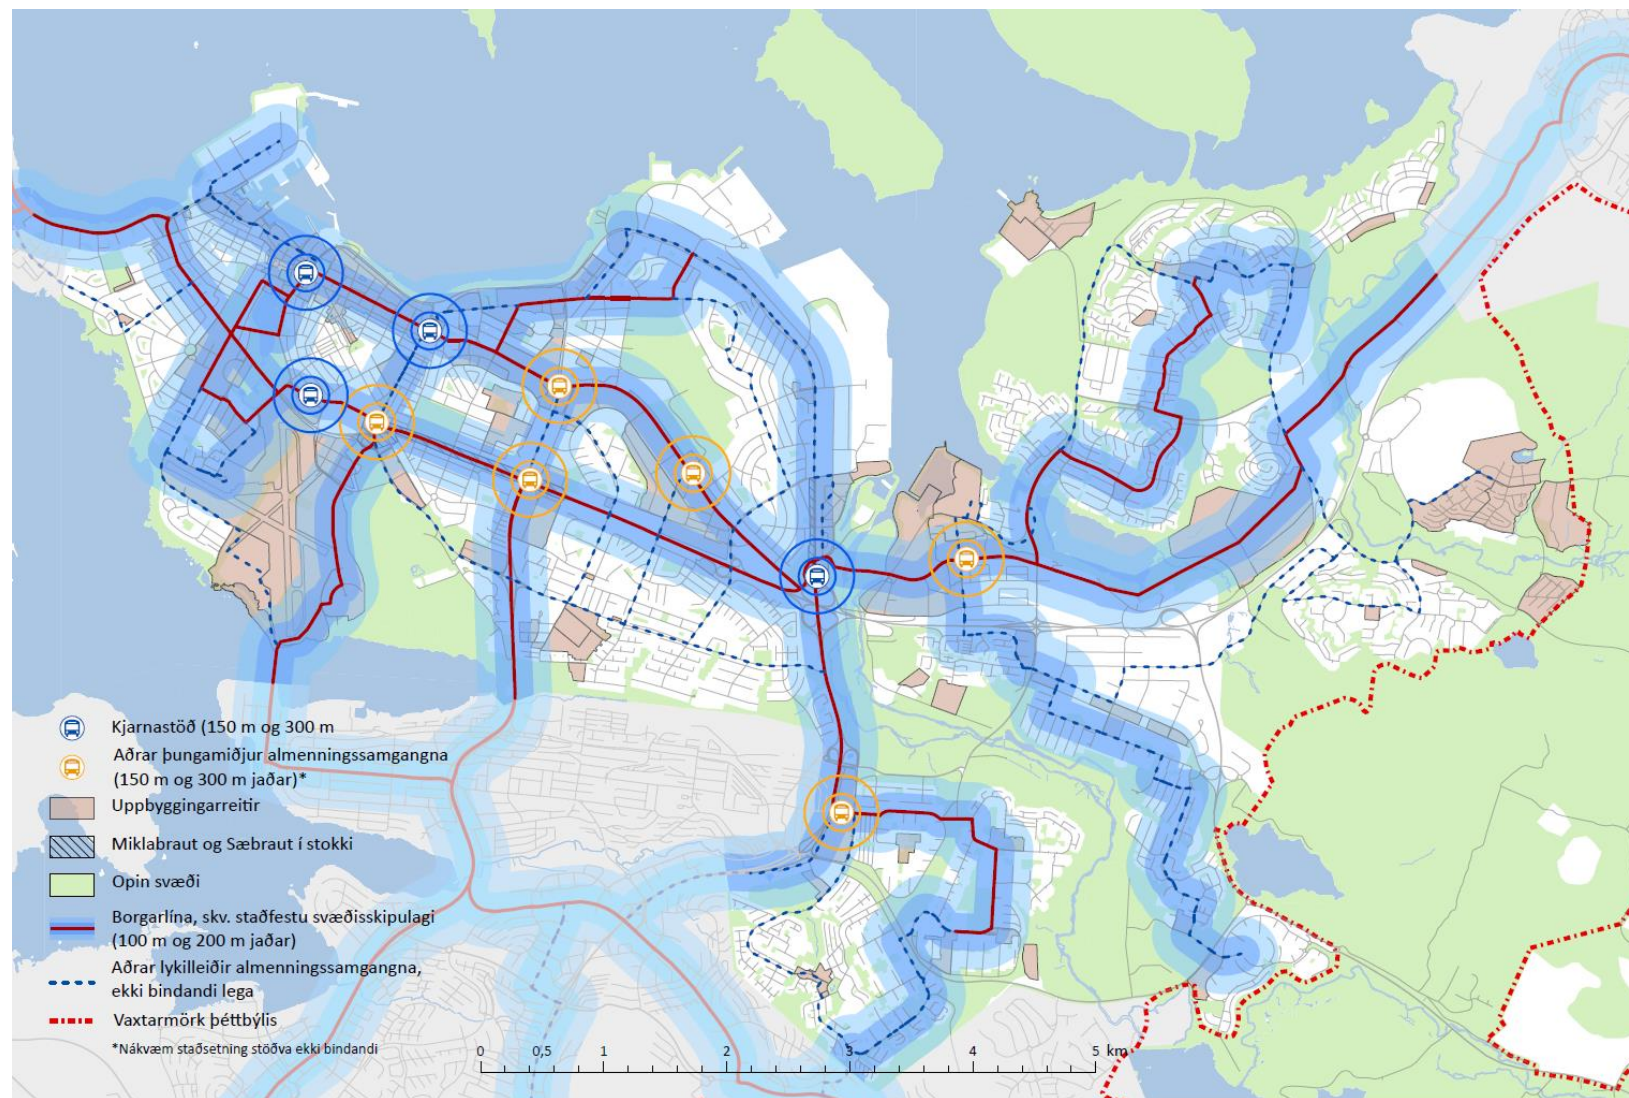 Kjarnastöð (150 m og 300 m
Aðrar þungamiðjur almenningssamgangna
(150 m og 300 m jaðar)*
Uppbyggingarreitir
Miklabraut og Sæbraut í stokki
Opin svæði
Borgarlína, skv. staðfestu svæðisskipulagi
(100 m og 200 m jaðar)
Aðrar lykilleiðir almenningssamgangna,
ekki bindandi lega
Vaxtarmörk þéttbýlis
*Nákvæm staðsetning stöðva ekki bindandi
0 0,5 1 2 3 4 5 km